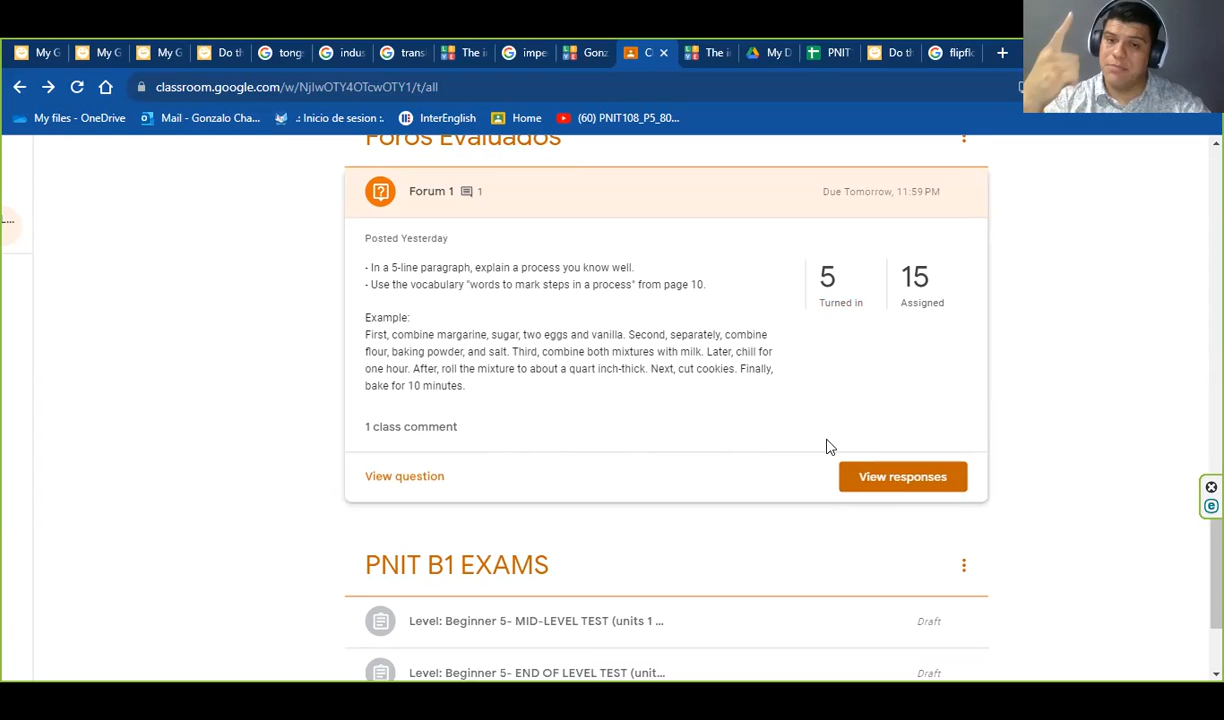 My G
My G
My G
Do th
tong
indus
transl
The i
impe
Gonz
Cl
The in
My D
PNIT
Do th
flipflo
classroom.google.com/w/NjIwOTY4OTcwOTY1/t/all
My files - OneDrive
Mail - Gonzalo Cha...
.: Inicio de sesion :.
InterEnglish
Home
(60) PNIT108_P5_80...
Foros Evaluados
L...
Forum 1
1
Due Tomorrow, 11:59 PM
Posted Yesterday
- In a 5-line paragraph, explain a process you know well.
- Use the vocabulary "words to mark steps in a process" from page 10.
5
Turned in
15
Assigned
Example:
First, combine margarine, sugar, two eggs and vanilla. Second, separately, combine
flour, baking powder, and salt. Third, combine both mixtures with milk. Later, chill for
one hour. After, roll the mixture to about a quart inch-thick. Next, cut cookies. Finally,
bake for 10 minutes.
1 class comment
View question
View responses
PNIT B1 EXAMS
Level: Beginner 5- MID-LEVEL TEST (units 1 ...
Draft
Level: Beginner 5- END OF LEVEL TEST (unit...
Draft